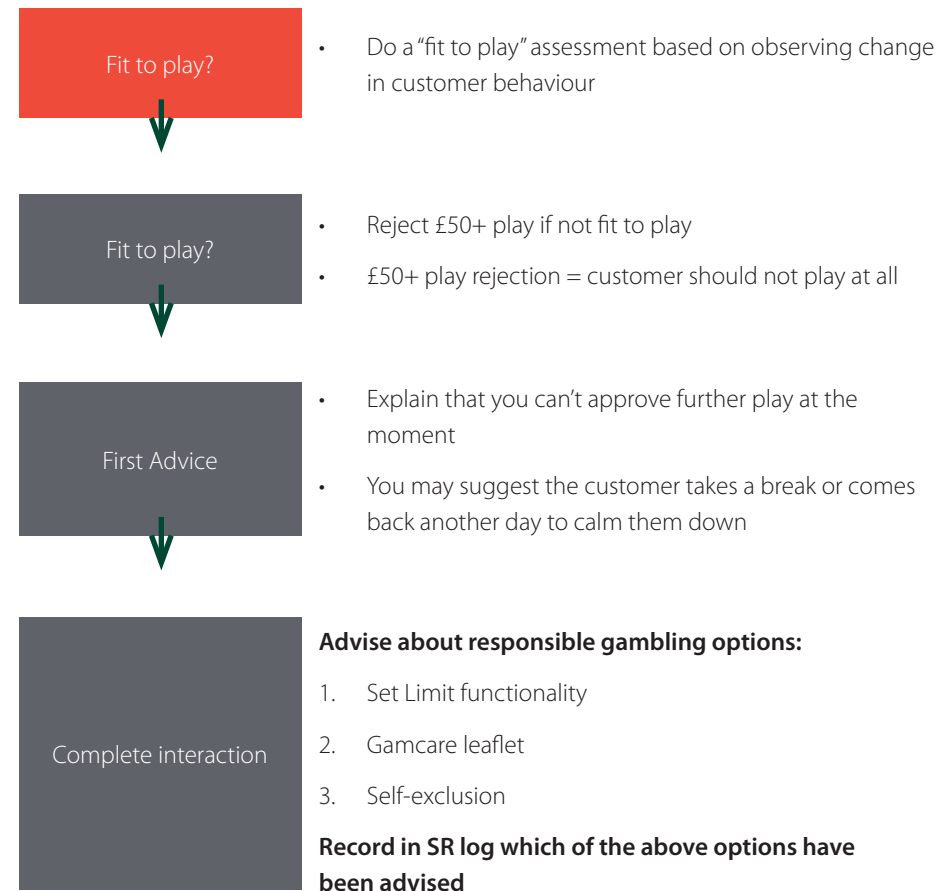 Fit to play?
• Do a “fit to play” assessment based on observing change
in customer behaviour
Fit to play?
• Reject £50+ play if not fit to play
• £50+ play rejection = customer should not play at all
First Advice
• Explain that you can’t approve further play at the
moment
• You may suggest the customer takes a break or comes
back another day to calm them down
Complete interaction
Advise about responsible gambling options:
1. Set Limit functionality
2. Gamcare leaflet
3. Self-exclusion
Record in SR log which of the above options have
been advised